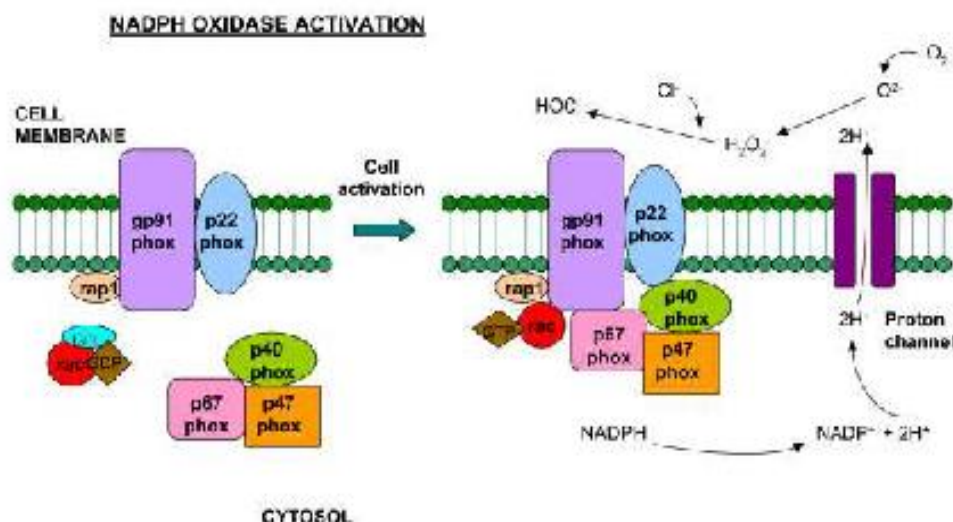 NADPH OXIDASE ACTIVATION
CELL
MEMBRANE
gp91
phox
p22
phox
rap1
GDP
p40
phox
p67
phox
p47
phox
Cell
activation
HOC
Cl-
H2O2
O2-
O2
2H
gp91
phox
p22
phox
rap1
GTP
rac
p40
phox
p67
phox
p47
phox
2H
Proton
channel
NADPH
NADP+ + 2H+
CYTOSOL